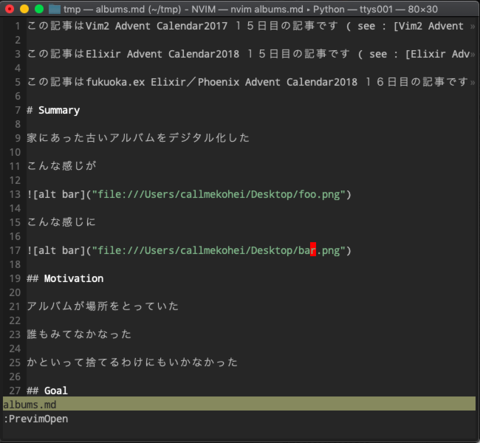 tmp — albums.md (~/tmp) - NVIM — nvim albums.md • Python — ttys001 — 80×30
1 この記事はVim2 Advent Calendar2017 １５日目の記事です ( see : [Vim2 Advent »
2
3 この記事はElixir Advent Calendar2018 １５日目の記事です ( see : [Elixir Adv»
4
5 この記事はfukuoka.ex Elixir／Phoenix Advent Calendar2018 １６日目の記事です»
6
7 # Summary
8
9 家にあった古いアルバムをデジタル化した
10
11 こんな感じが
12
13 ![alt bar]("file:///Users/callmekohei/Desktop/foo.png")
14
15 こんな感じに
16
17 ![alt bar]("file:///Users/callmekohei/Desktop/bar.png")
18
19 ## Motivation
20
21 アルバムが場所をとっていた
22
23 誰もみてなかなった
24
25 かといって捨てるわけにもいかなかった
26
27 ## Goal
albums.md
:PrevimOpen